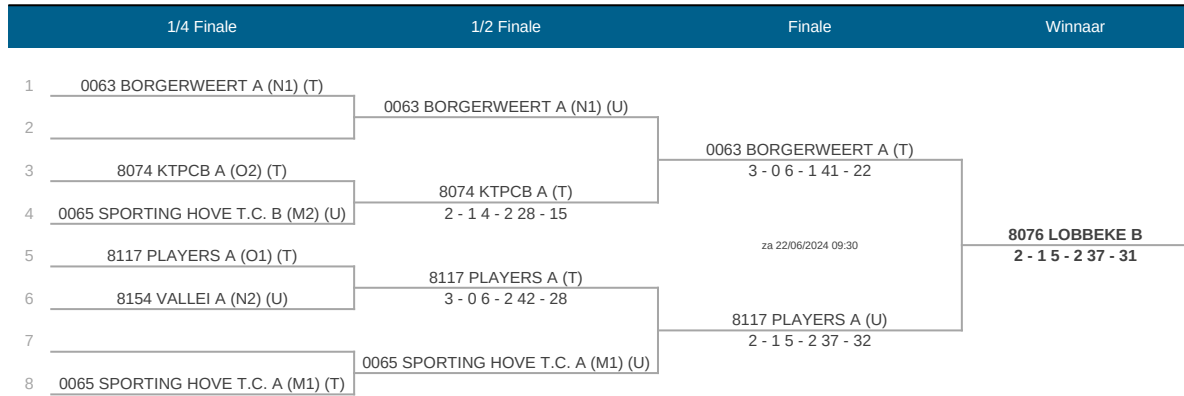 1/4 Finale 1/2 Finale Finale Winnaar
1 0063 BORGERWEERT A (N1) (T)
0063 BORGERWEERT A (N1) (U)
2
0063 BORGERWEERT A (T)
3 8074 KTPCB A (O2) (T)
3 - 0 6 - 1 41 - 22
8074 KTPCB A (T)
4 0065 SPORTING HOVE T.C. B (M2) (U)
2 - 1 4 - 2 28 - 15
8076 LOBBEKE B
za 22/06/2024 09:30
5 8117 PLAYERS A (O1) (T)
2 - 1 5 - 2 37 - 31
8117 PLAYERS A (T)
6 8154 VALLEI A (N2) (U)
3 - 0 6 - 2 42 - 28
8117 PLAYERS A (U)
7
2 - 1 5 - 2 37 - 32
0065 SPORTING HOVE T.C. A (M1) (U)
8 0065 SPORTING HOVE T.C. A (M1) (T)